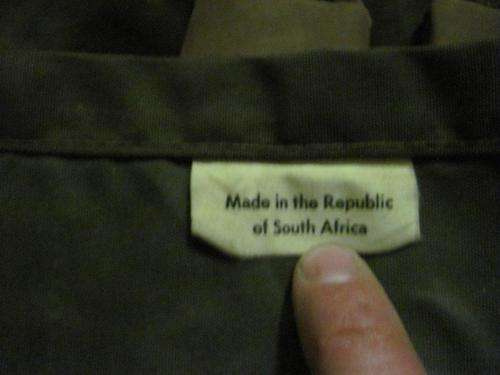 Made in the Republic
of South Africa